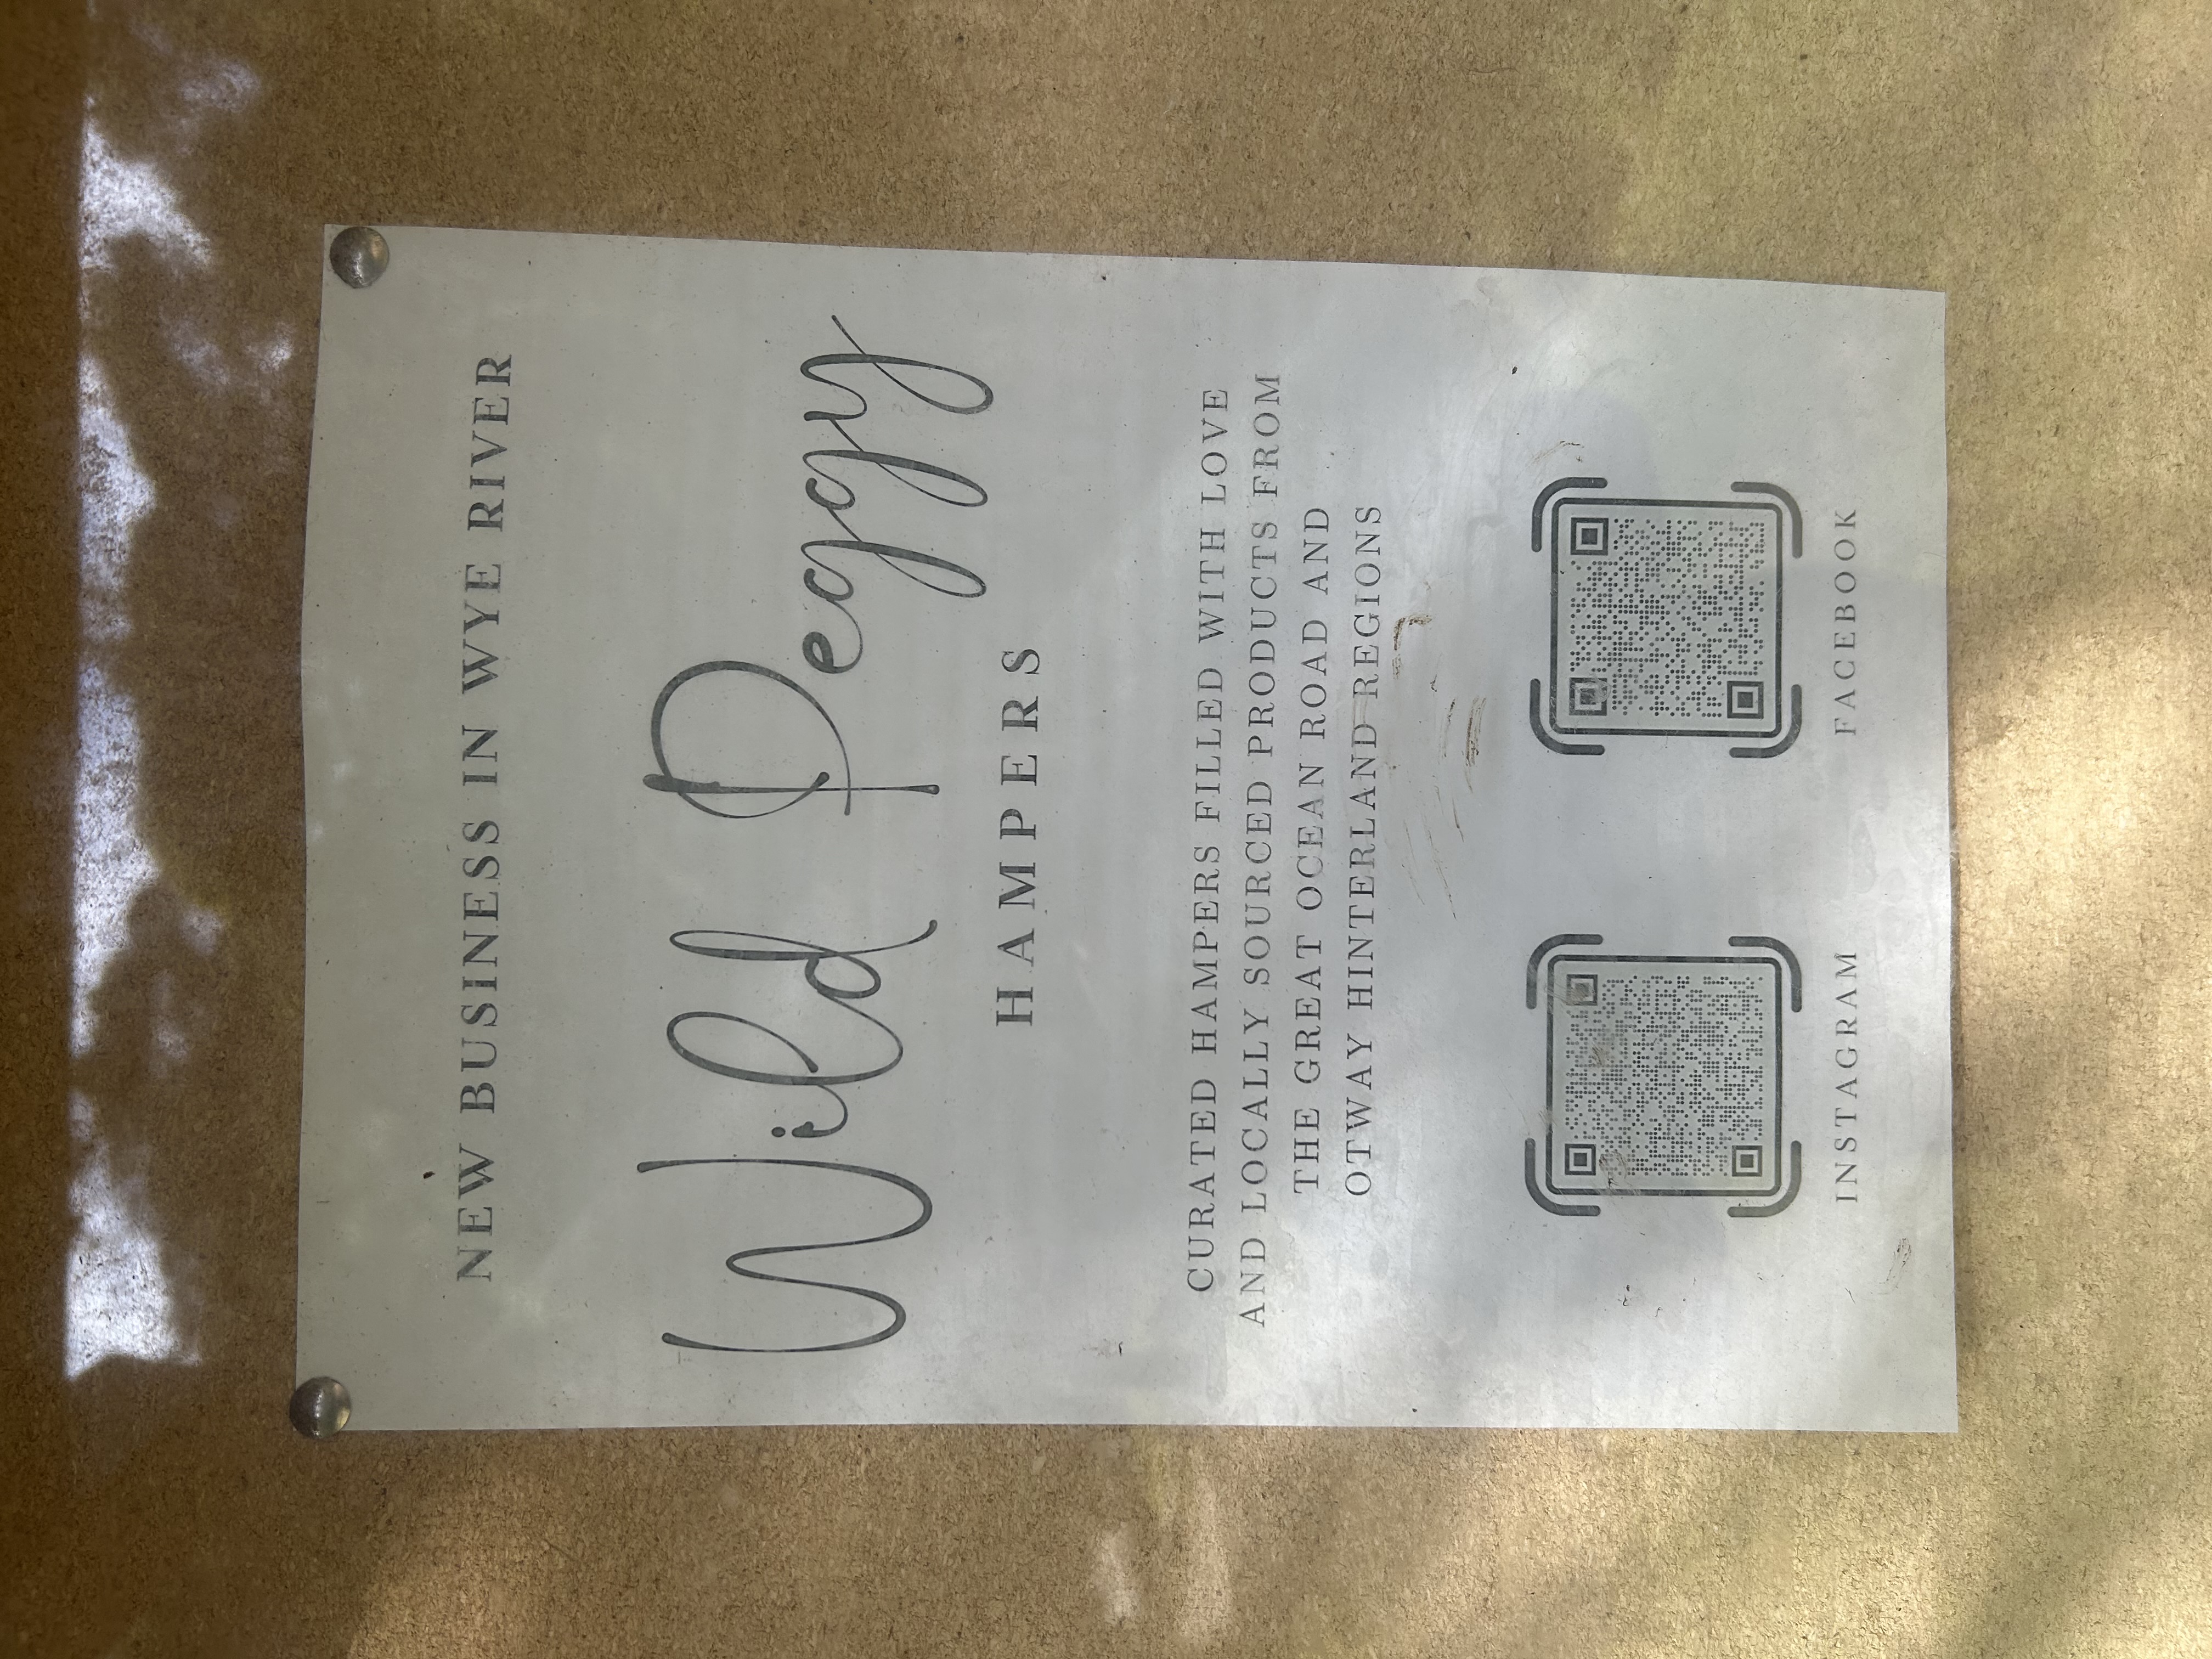 NEW BUSINESS IN WYE RIVER
Wild Peggy
HAMPERS
CURATED HAMPERS FILLED WITH LOVE
AND LOCALLY SOURCED PRODUCTS FROM
THE GREAT OCEAN ROAD AND
OTWAY HINTERLAND REGIONS
INSTAGRAM
FACEBOOK